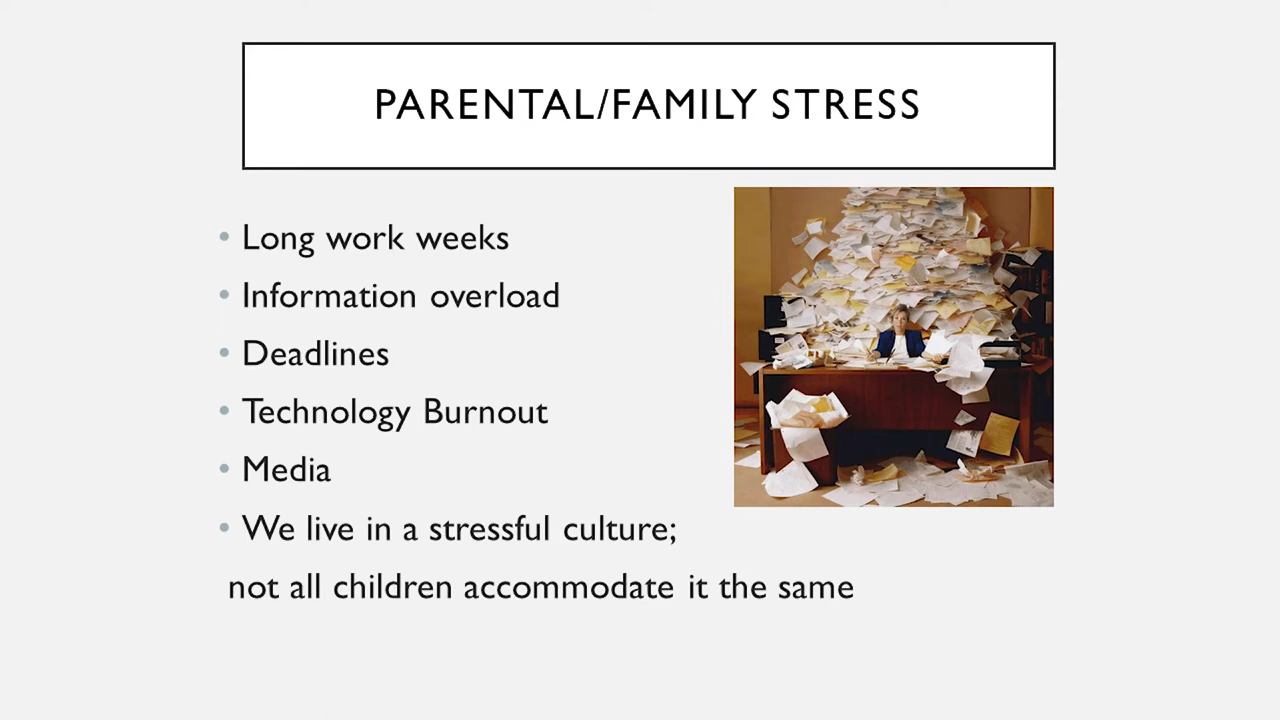 PARENTAL/FAMILY STRESS
• Long work weeks
• Information overload
• Deadlines
• Technology Burnout
• Media
• We live in a stressful culture;
not all children accommodate it the same